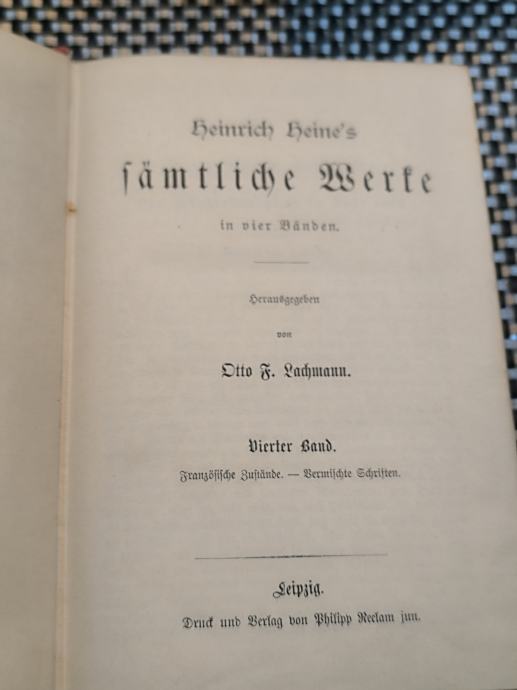 Heinrich Heine's
sämtliche Werke
in vier Bänden.
Herausgegeben
von
Otto F. Lachmann.
Vierter Band.
Französische Zustände. — Vermischte Schriften.
Leipzig.
Druck und Verlag von Philipp Reclam jun.